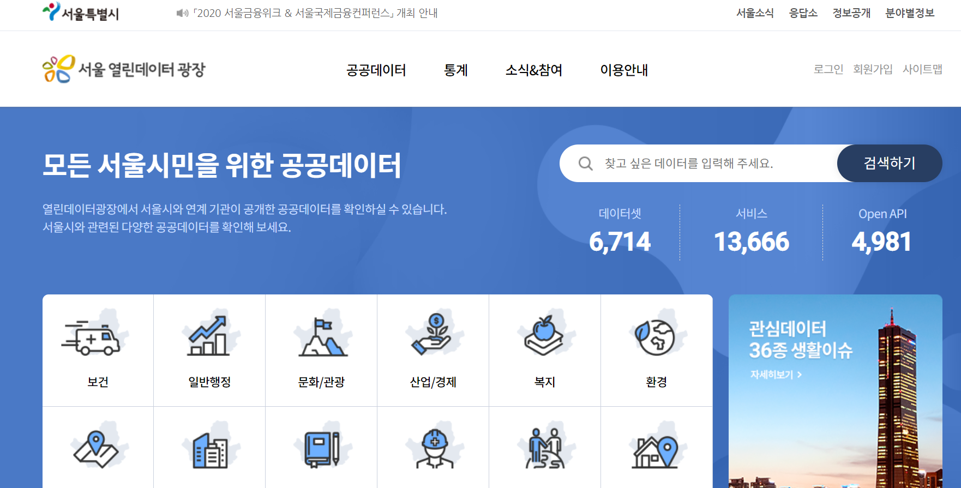 서울특별시
「2020 서울금융위크 & 서울국제금융컨퍼런스」 개최 안내
서울소식 응답소 정보공개 분야별정보
서울 열린데이터 광장
공공데이터 통계 소식&참여 이용안내
로그인 회원가입 사이트맵
모든 서울시민을 위한 공공데이터
열린데이터광장에서 서울시와 연계 기관이 공개한 공공데이터를 확인하실 수 있습니다.
서울시와 관련된 다양한 공공데이터를 확인해 보세요.
찾고 싶은 데이터를 입력해 주세요.
검색하기
데이터셋 서비스 Open API
6,714 13,666 4,981
보건 일반행정 문화/관광 산업/경제 복지 환경
관심데이터
36종 생활이슈
자세히보기 >